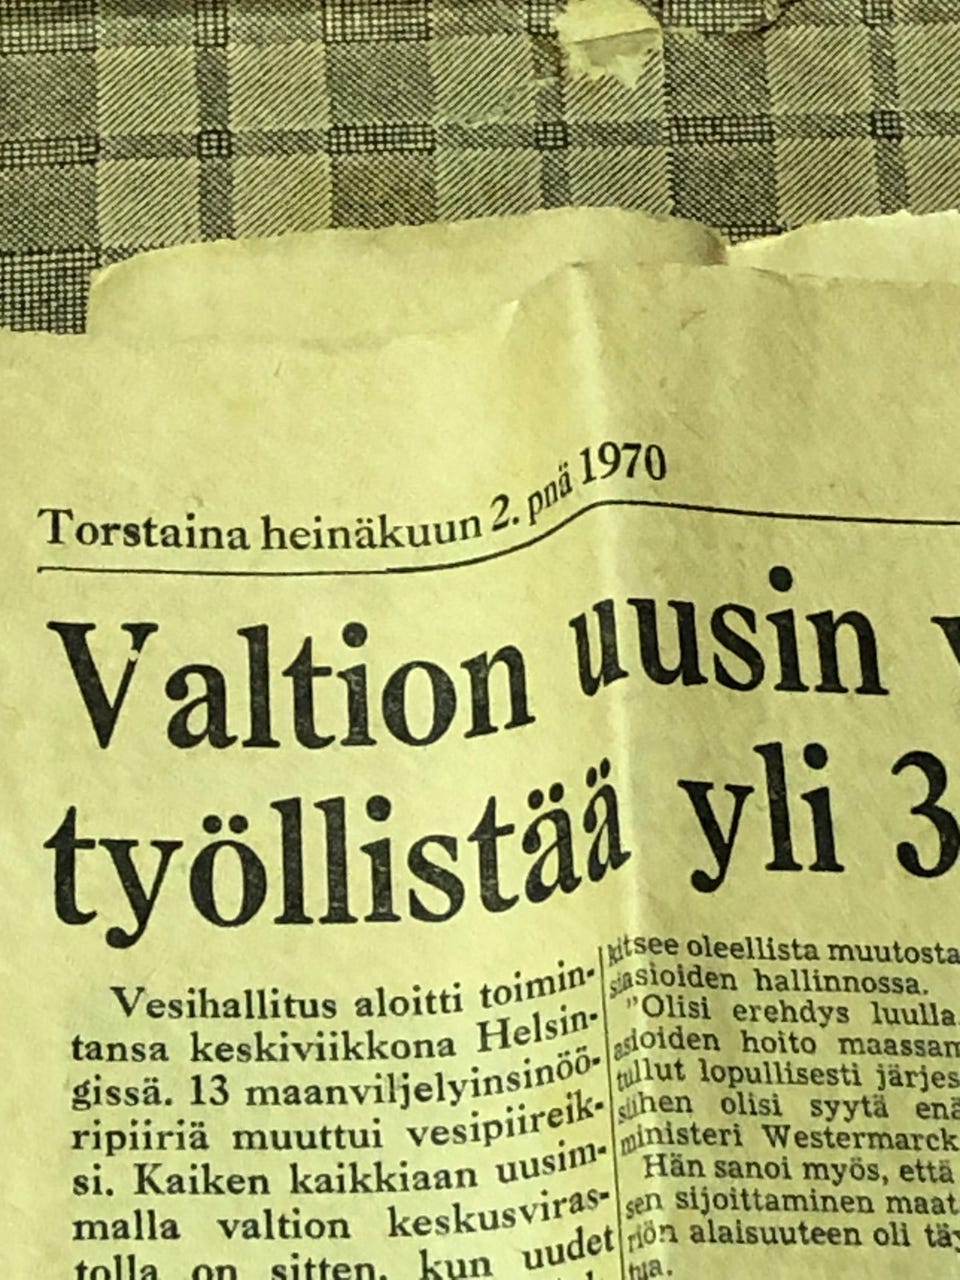 Torstaina heinäkuun 2. pnä 1970
Valtion uusin
työllistää yli 3
Vesihallitus aloitti toimin-
tansa keskiviikkona Helsin-
gissä. 13 maanviljelyinsinöö-
ripiiriä muuttui vesipiireik-
si. Kaiken kaikkiaan uusim-
malla valtion keskusviras-
tolla on sitten, kun uudet
kitsee oleellista muutosta
siasioiden hallinnossa.
"Olisi erehdys luulla
asioiden hoito maassam
tullut lopullisesti järjes
siihen olisi syytä enä
ministeri Westermarck
Hän sanoi myös, että
sen sijoittaminen maat
riön alaisuuteen oli täy
tua.